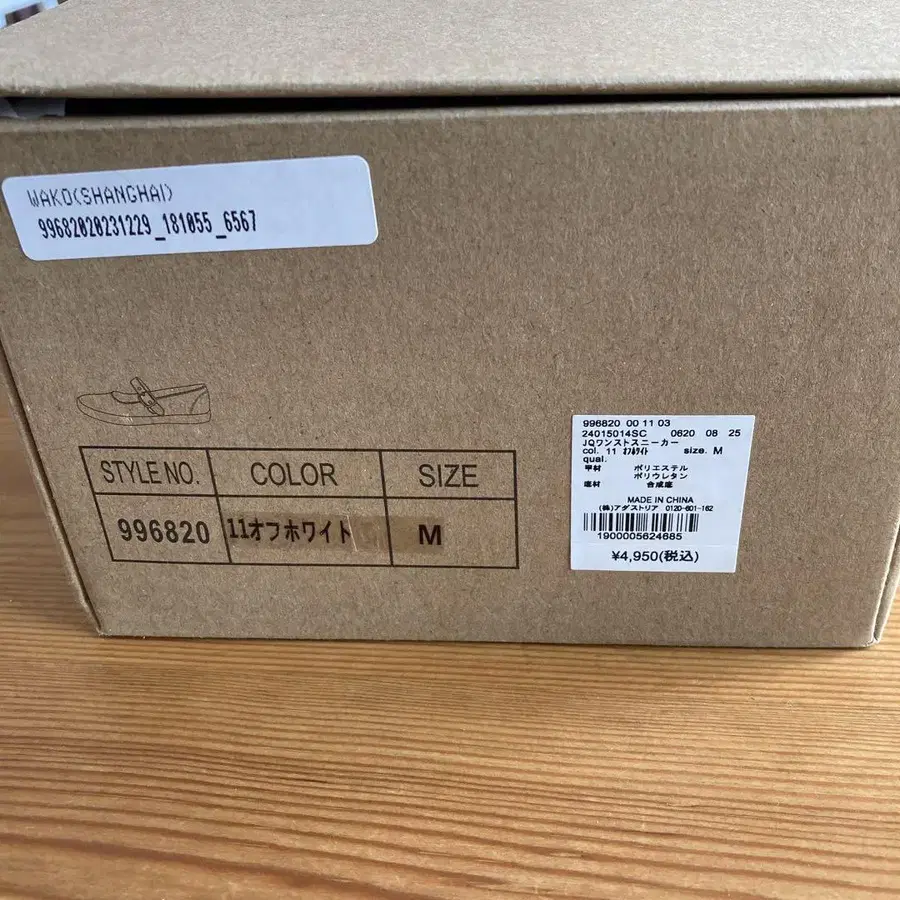 WAKO(SHANGHAI)
99682020231229_181055_6567
STYLE NO. COLOR SIZE
996820 11オフホワイト M
996820 00 11 03
24015014SC 0620 08 25
JQワンストスニーカー
col. 11 ｵﾌﾎﾜｲﾄ size. M
qual.
甲材 ポリエステル
ポリウレタン
底材 合成底
MADE IN CHINA
(株)アダストリア 0120-601-162
1900005624685
¥4,950(税込)